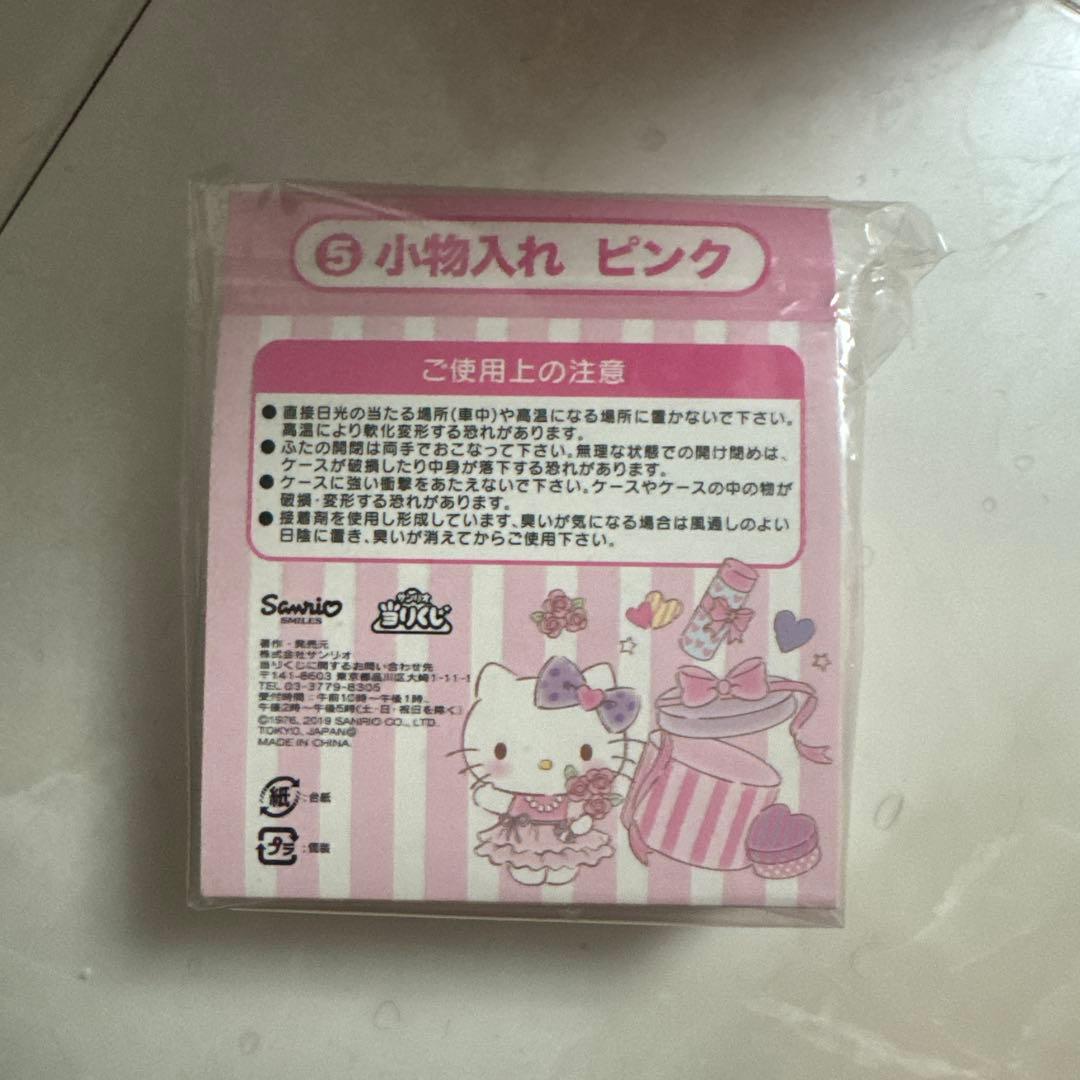 5 小物入れ ピンク
ご使用上の注意
● 直接日光の当たる場所(車中)や高温になる場所に置かないで下さい。
高温により軟化変形する恐れがあります。
● ふたの開閉は両手でおこなって下さい。無理な状態での開け閉めは、
ケースが破損したり中身が落下する恐れがあります。
● ケースに強い衝撃をあたえないで下さい。ケースやケースの中の物が
破損・変形する恐れがあります。
● 接着剤を使用し形成しています、臭いが気になる場合は風通しのよい
日陰に置き、臭いが消えてからご使用下さい。
Sanrio
SMILES
サンリオ
当りくじ
著作・発売元
株式会社サンリオ
当りくじに関するお問い合わせ先
〒141-8603 東京都品川区大崎1-11-1
TEL 03-3779-8305
受付時間：午前10時〜午後1時、
午後2時〜午後5時(土・日・祝日を除く)
©1976, 2019 SANRIO CO., LTD.
TOKYO, JAPAN Ⓛ
MADE IN CHINA.
紙 : 台紙
プラ : 個装